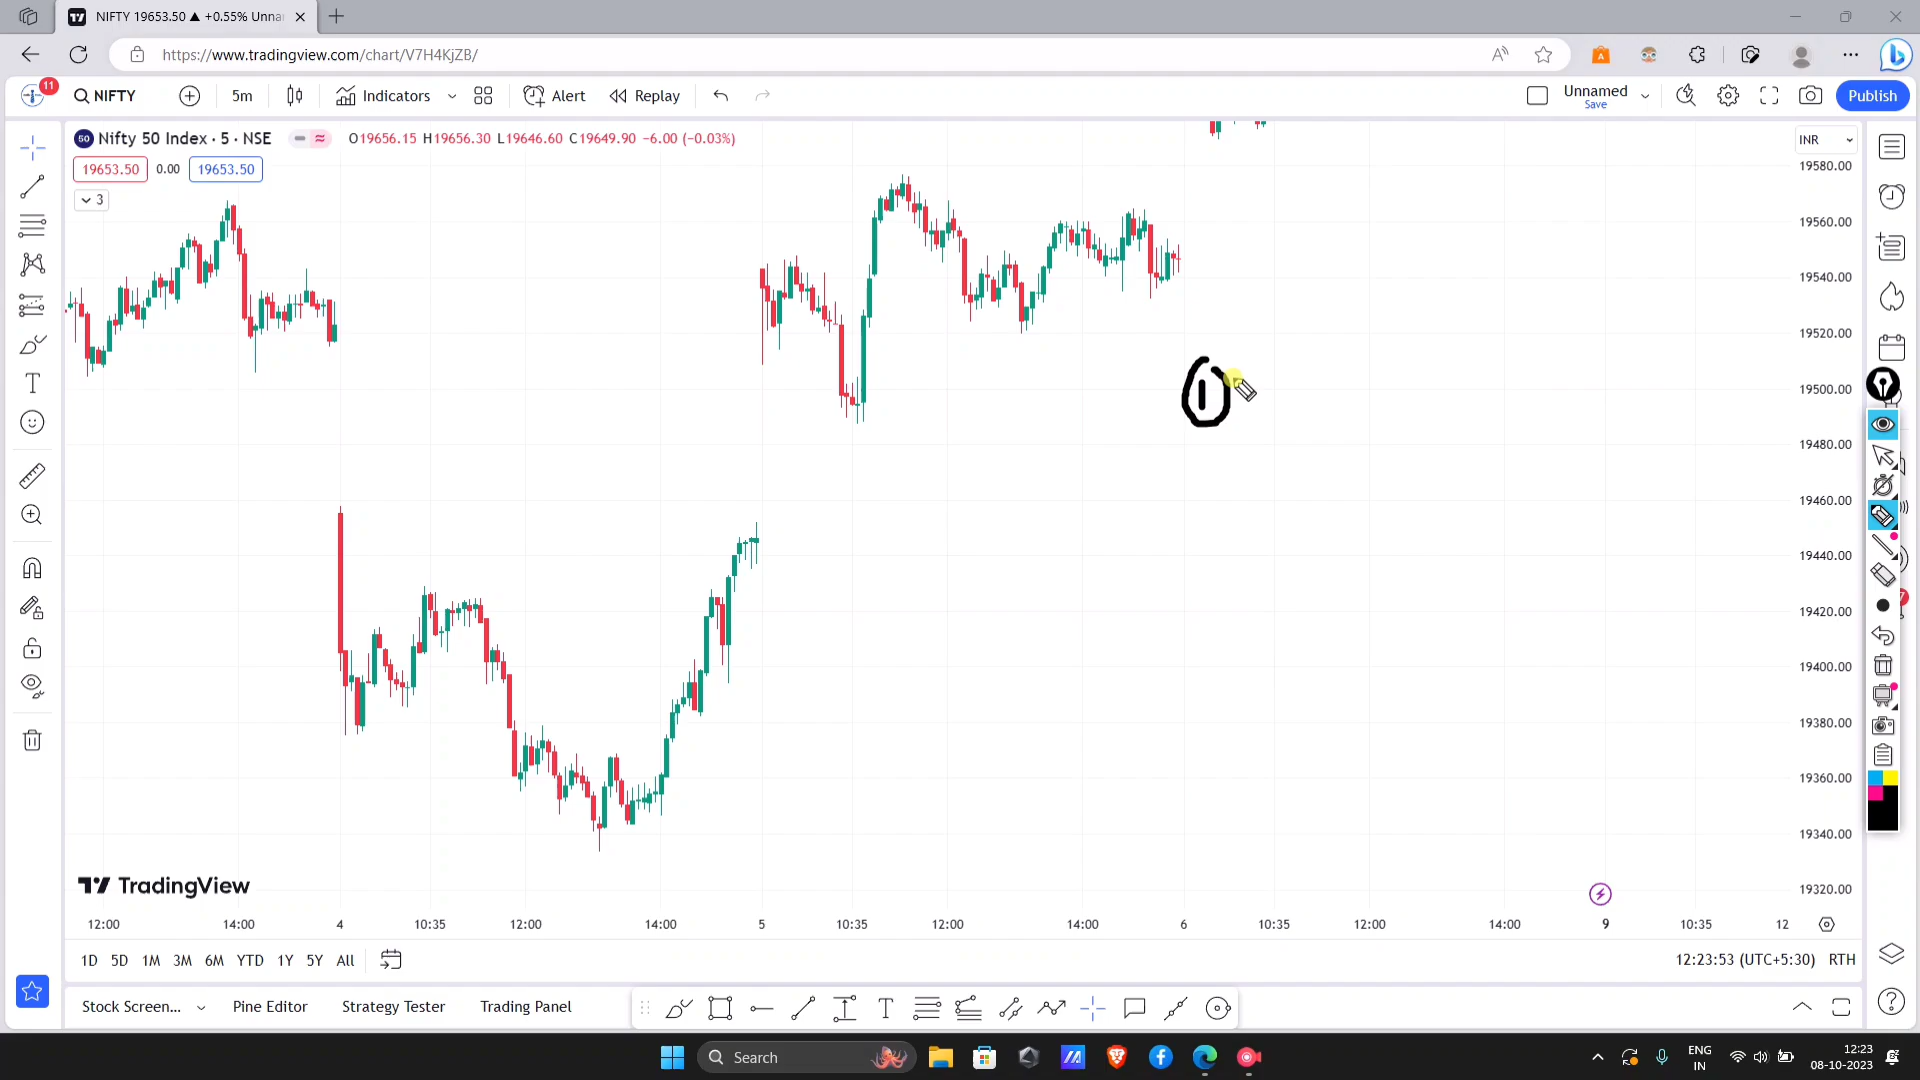 NIFTY 19653.50 ▲ +0.55% Unna
https://www.tradingview.com/chart/V7H4KjZB/
11
NIFTY
5m
Indicators
Alert
Replay
Unnamed
Save
Publish
50
Nifty 50 Index · 5 · NSE
O19656.15 H19656.30 L19646.60 C19649.90 −6.00 (−0.03%)
INR
19653.50
0.00
19653.50
3
19580.00
19560.00
19540.00
19520.00
19500.00
19480.00
19460.00
19440.00
19420.00
19400.00
19380.00
19360.00
19340.00
19320.00
1
TradingView
12:00
14:00
4
10:35
12:00
14:00
5
10:35
12:00
14:00
6
10:35
12:00
14:00
9
10:35
12
1D 5D 1M 3M 6M YTD 1Y 5Y All
12:23:53 (UTC+5:30) RTH
Stock Screen...
Pine Editor
Strategy Tester
Trading Panel
Search
ENG
IN
12:23
08-10-2023